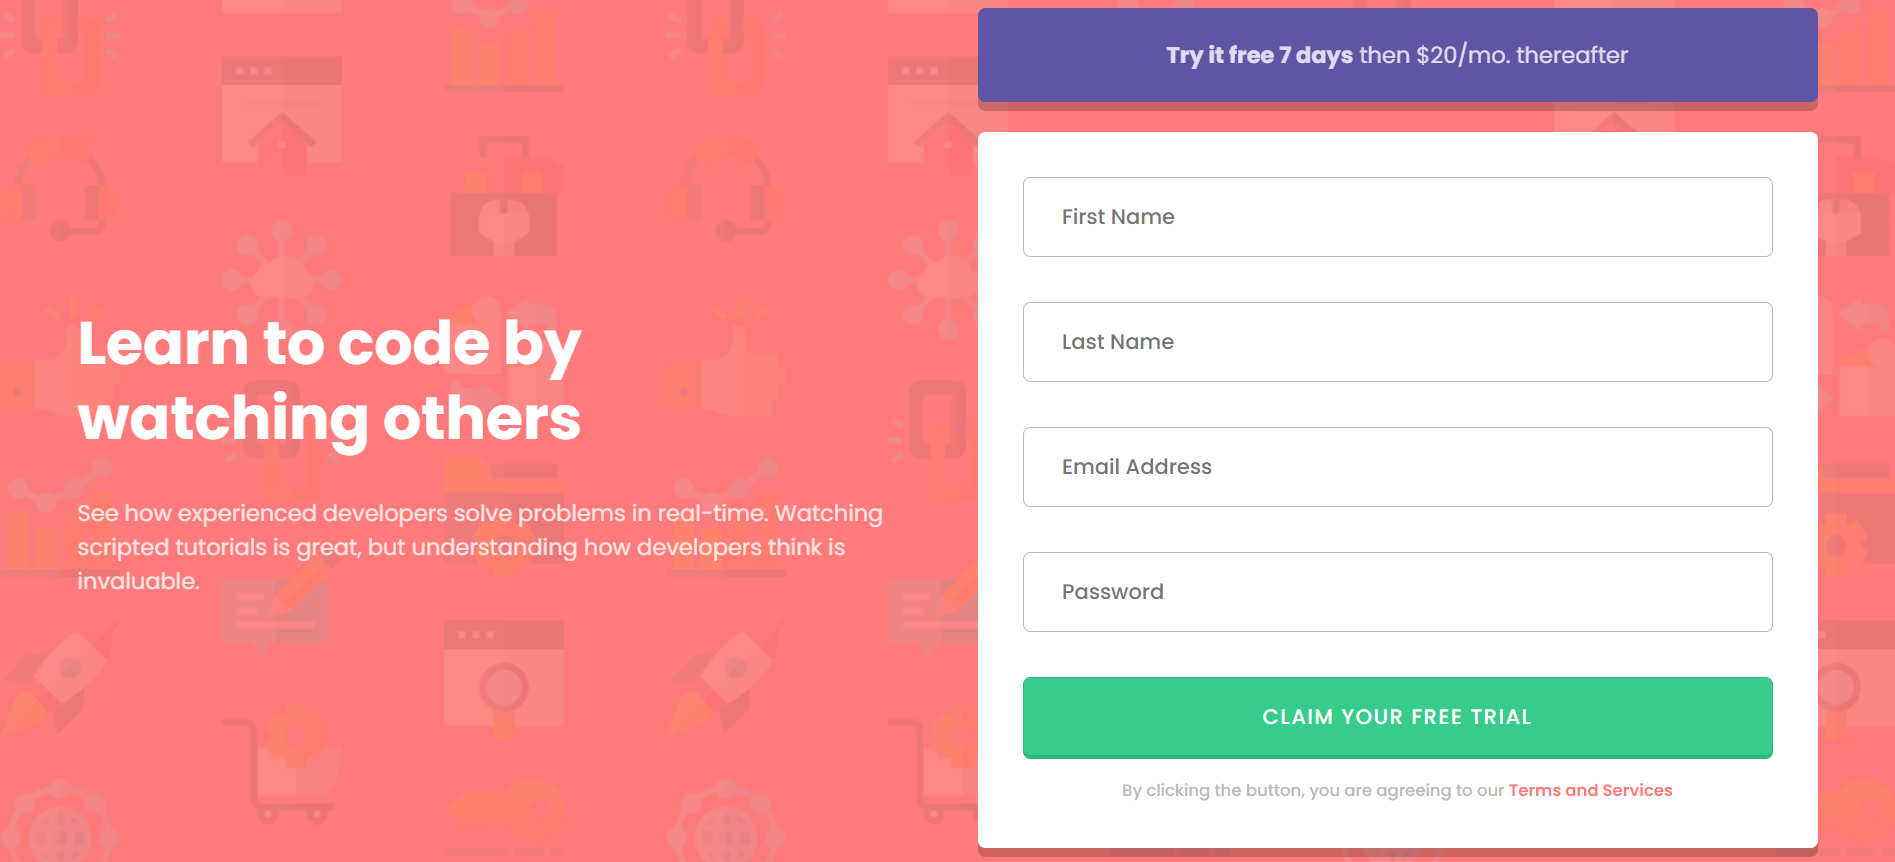 Learn to code by
watching others
See how experienced developers solve problems in real-time. Watching
scripted tutorials is great, but understanding how developers think is
invaluable.
Try it free 7 days then $20/mo. thereafter
First Name
Last Name
Email Address
Password
CLAIM YOUR FREE TRIAL
By clicking the button, you are agreeing to our Terms and Services